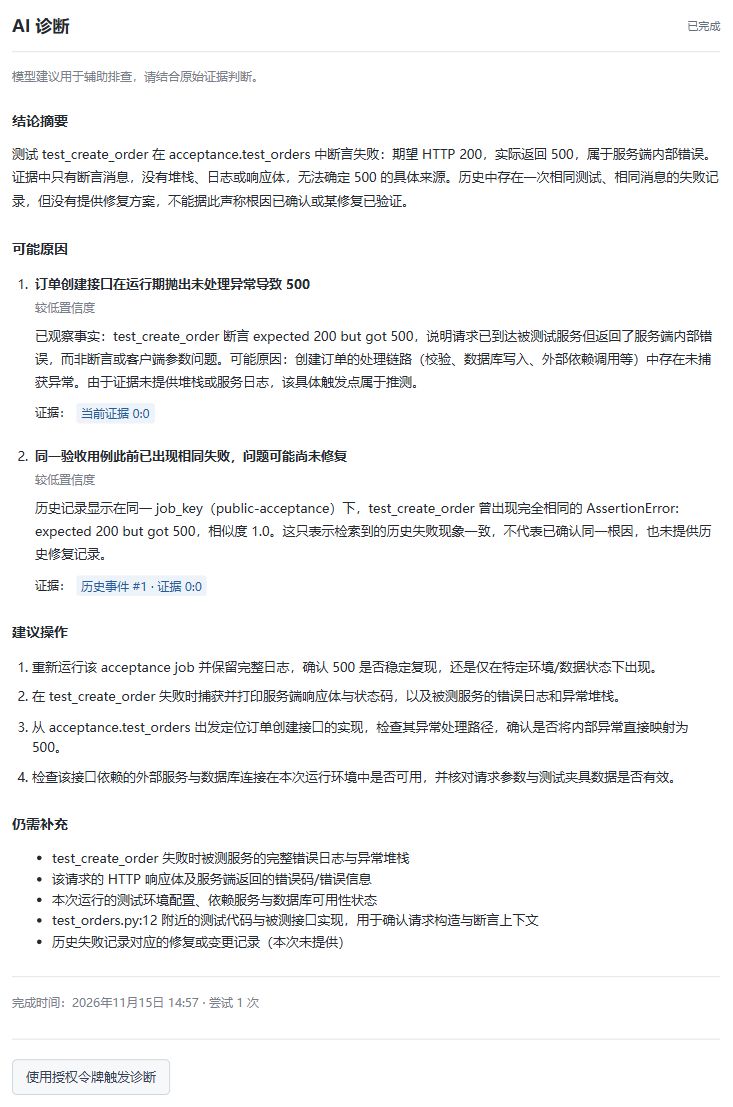 AI 诊断
已完成
模型建议用于辅助排查，请结合原始证据判断。
结论摘要
测试 test_create_order 在 acceptance.test_orders 中断言失败：期望 HTTP 200，实际返回 500，属于服务端内部错误。
证据中只有断言消息，没有堆栈、日志或响应体，无法确定 500 的具体来源。历史中存在一次相同测试、相同消息的失败记
录，但没有提供修复方案，不能据此声称根因已确认或某修复已验证。
可能原因
1. 订单创建接口在运行期抛出未处理异常导致 500
较低置信度
已观察事实：test_create_order 断言 expected 200 but got 500，说明请求已到达被测试服务但返回了服务端内部错
误，而非断言或客户端参数问题。可能原因：创建订单的处理链路（校验、数据库写入、外部依赖调用等）中存在未捕
获异常。由于证据未提供堆栈或服务日志，该具体触发点属于推测。
证据： 当前证据 0:0
2. 同一验收用例此前已出现相同失败，问题可能尚未修复
较低置信度
历史记录显示在同一 job_key（public-acceptance）下，test_create_order 曾出现完全相同的 AssertionError:
expected 200 but got 500，相似度 1.0。这只表示检索到的历史失败现象一致，不代表已确认同一根因，也未提供历
史修复记录。
证据： 历史事件 #1 · 证据 0:0
建议操作
1. 重新运行该 acceptance job 并保留完整日志，确认 500 是否稳定复现，还是仅在特定环境/数据状态下出现。
2. 在 test_create_order 失败时捕获并打印服务端响应体与状态码，以及被测服务的错误日志和异常堆栈。
3. 从 acceptance.test_orders 出发定位订单创建接口的实现，检查其异常处理路径，确认是否将内部异常直接映射为
500。
4. 检查该接口依赖的外部服务与数据库连接在本次运行环境中是否可用，并核对请求参数与测试夹具数据是否有效。
仍需补充
• test_create_order 失败时被测服务的完整错误日志与异常堆栈
• 该请求的 HTTP 响应体及服务端返回的错误码/错误信息
• 本次运行的测试环境配置、依赖服务与数据库可用性状态
• test_orders.py:12 附近的测试代码与被测接口实现，用于确认请求构造与断言上下文
• 历史失败记录对应的修复或变更记录（本次未提供）
完成时间：2026年11月15日 14:57 · 尝试 1 次
使用授权令牌触发诊断